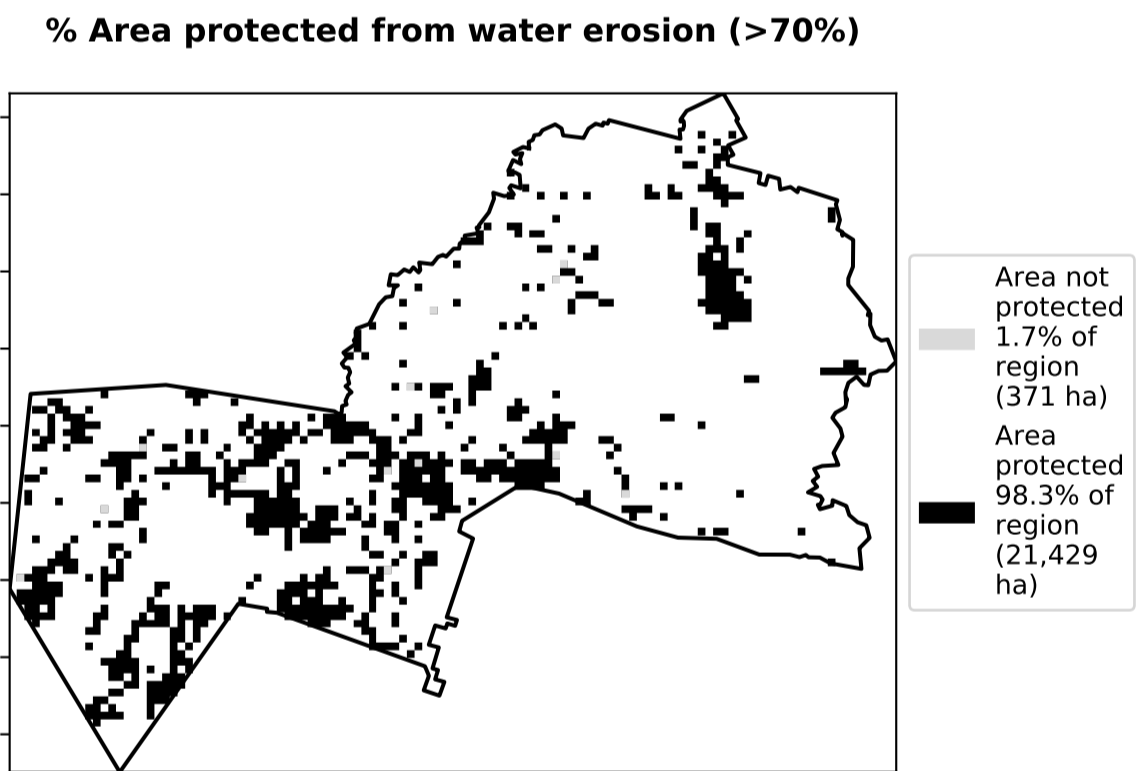 % Area protected from water erosion (>70%)
Area not
protected
1.7% of
region
(371 ha)
Area
protected
98.3% of
region
(21,429
ha)